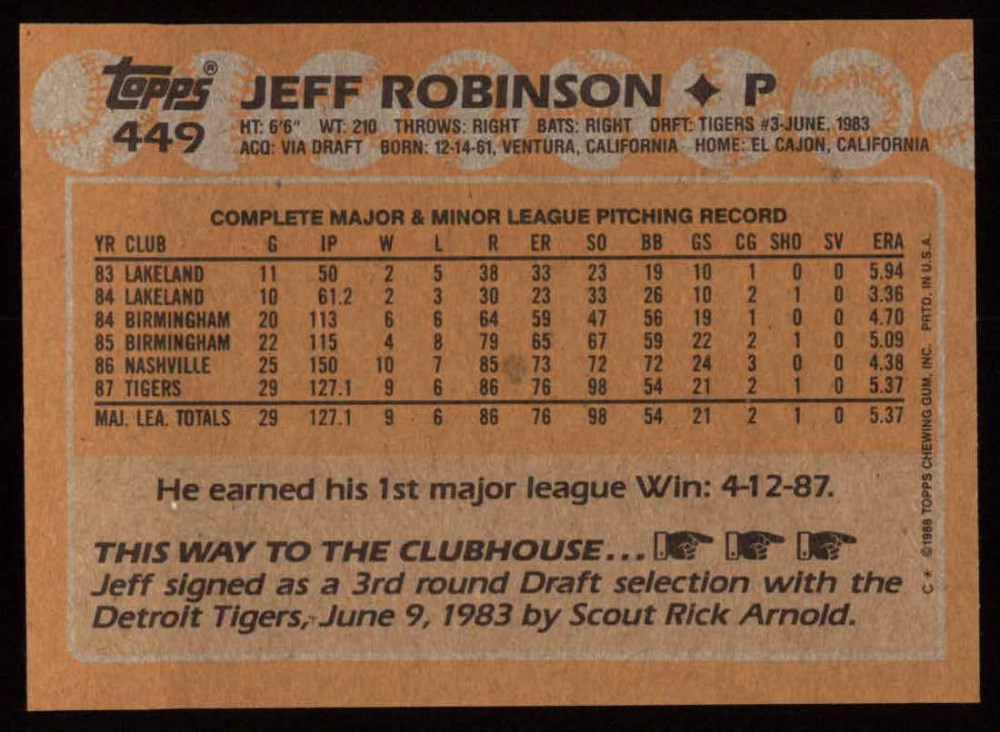 topps® JEFF ROBINSON ✦ P
449 HT: 6'6" WT: 210 THROWS: RIGHT BATS: RIGHT DRFT: TIGERS #3-JUNE, 1983
ACQ: VIA DRAFT BORN: 12-14-61, VENTURA, CALIFORNIA HOME: EL CAJON, CALIFORNIA
COMPLETE MAJOR & MINOR LEAGUE PITCHING RECORD
YR CLUB G IP W L R ER SO BB GS CG SHO SV ERA
83 LAKELAND 11 50 2 5 38 33 23 19 10 1 0 0 5.94
84 LAKELAND 10 61.2 2 3 30 23 33 26 10 2 1 0 3.36
84 BIRMINGHAM 20 113 6 6 64 59 47 56 19 1 0 0 4.70
85 BIRMINGHAM 22 115 4 8 79 65 67 59 22 2 1 0 5.09
86 NASHVILLE 25 150 10 7 85 73 72 72 24 3 0 0 4.38
87 TIGERS 29 127.1 9 6 86 76 98 54 21 2 1 0 5.37
MAJ. LEA. TOTALS 29 127.1 9 6 86 76 98 54 21 2 1 0 5.37
He earned his 1st major league Win: 4-12-87.
THIS WAY TO THE CLUBHOUSE...
Jeff signed as a 3rd round Draft selection with the
Detroit Tigers, June 9, 1983 by Scout Rick Arnold.
C * ©1988 TOPPS CHEWING GUM, INC. PRTD. IN U.S.A.